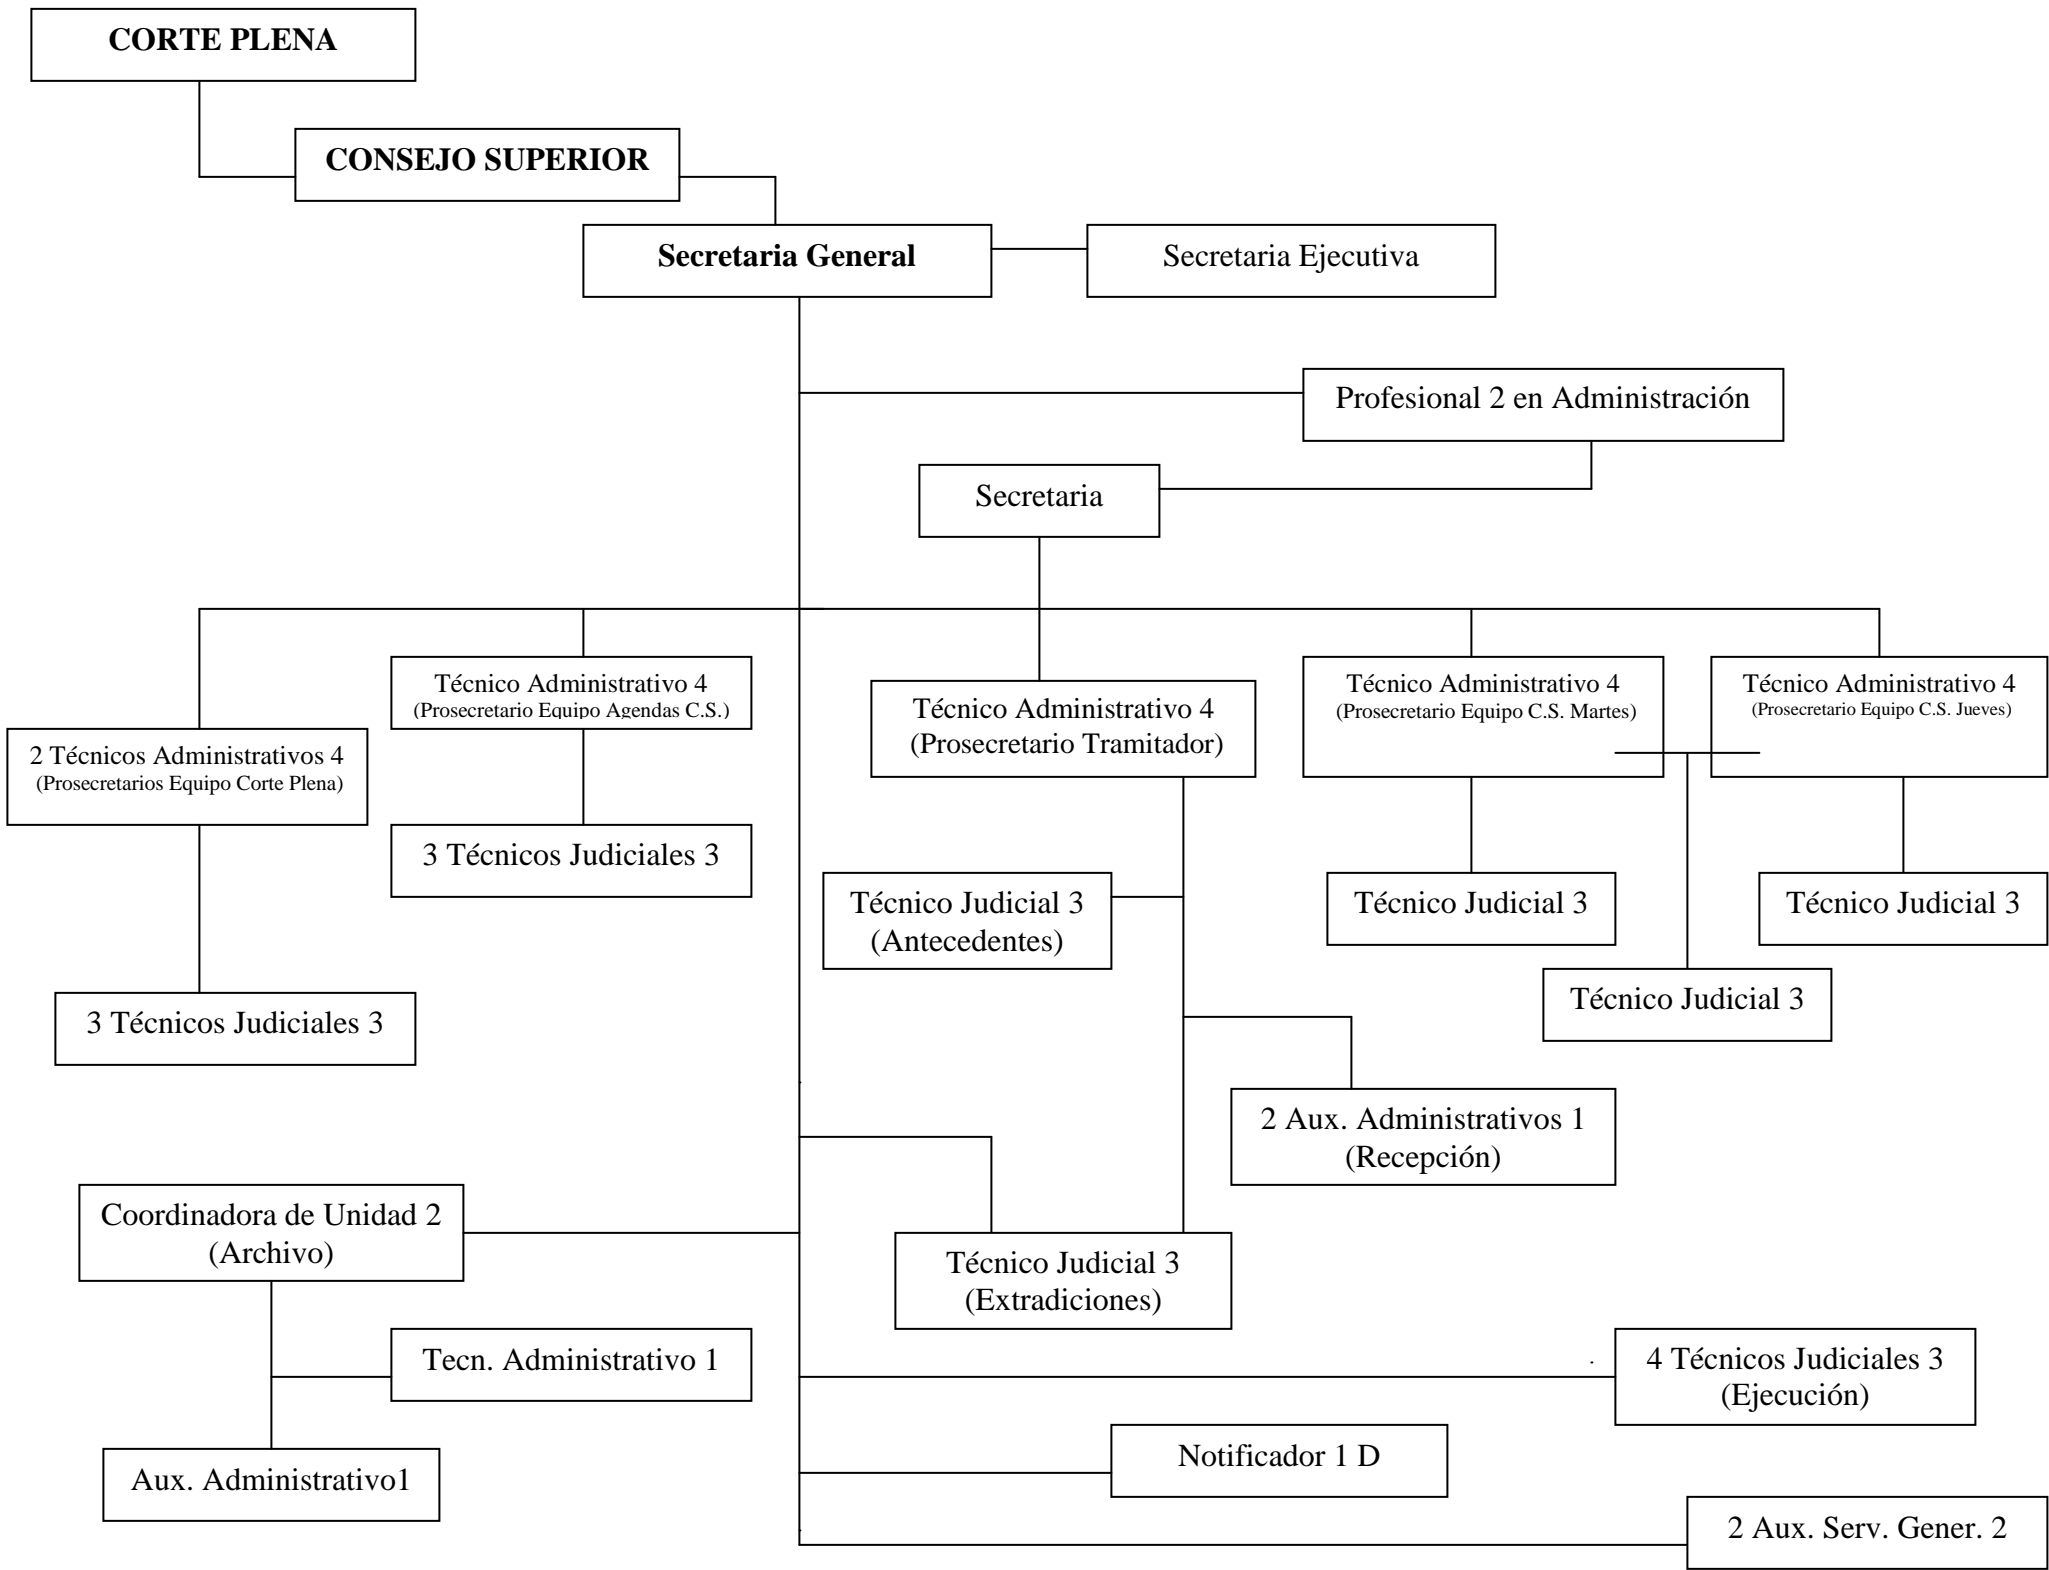 CORTE PLENA
CONSEJO SUPERIOR
Secretaria General
Secretaria Ejecutiva
Profesional 2 en Administración
Secretaria
Técnico Administrativo 4
(Prosecretario Equipo Agendas C.S.)
Técnico Administrativo 4
(Prosecretario Tramitador)
Técnico Administrativo 4
(Prosecretario Equipo C.S. Martes)
Técnico Administrativo 4
(Prosecretario Equipo C.S. Jueves)
2 Técnicos Administrativos 4
(Prosecretarios Equipo Corte Plena)
3 Técnicos Judiciales 3
Técnico Judicial 3
(Antecedentes)
Técnico Judicial 3
Técnico Judicial 3
Técnico Judicial 3
3 Técnicos Judiciales 3
2 Aux. Administrativos 1
(Recepción)
Coordinadora de Unidad 2
(Archivo)
Técnico Judicial 3
(Extradiciones)
Tecn. Administrativo 1
4 Técnicos Judiciales 3
(Ejecución)
Notificador 1 D
Aux. Administrativo1
2 Aux. Serv. Gener. 2